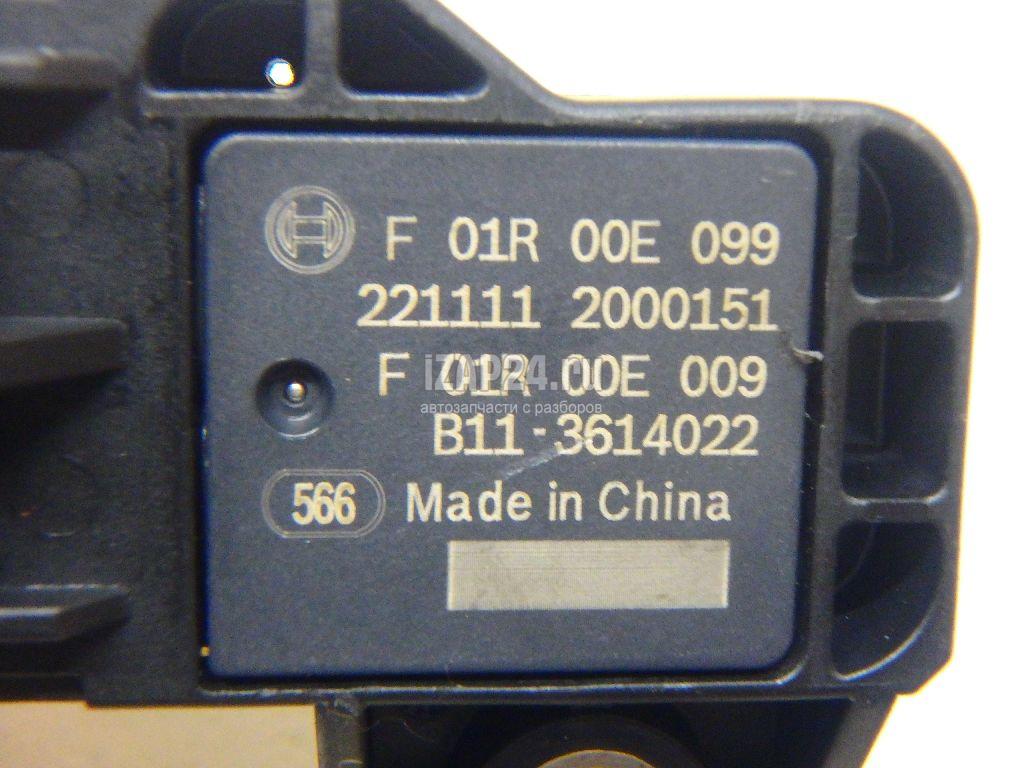 F 01R 00E 099
221111 2000151
F 01R 00E 009
iZAP24.ru
автозапчасти с разборов
B11-3614022
566 Made in China